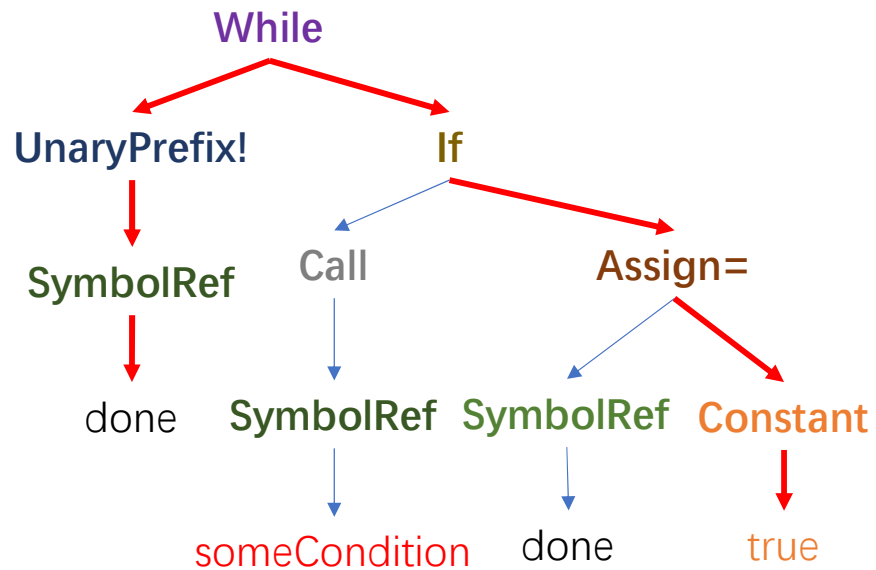 While
UnaryPrefix! If
SymbolRef Call Assign=
done SymbolRef SymbolRef Constant
someCondition done true